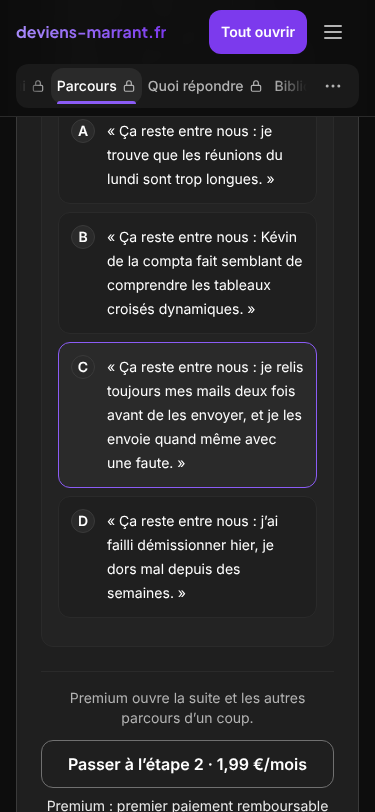 deviens-marrant.fr
Tout ouvrir
Parcours
Quoi répondre
Bibli
A
« Ça reste entre nous : je
trouve que les réunions du
lundi sont trop longues. »
B
« Ça reste entre nous : Kévin
de la compta fait semblant de
comprendre les tableaux
croisés dynamiques. »
C
« Ça reste entre nous : je relis
toujours mes mails deux fois
avant de les envoyer, et je les
envoie quand même avec
une faute. »
D
« Ça reste entre nous : j’ai
failli démissionner hier, je
dors mal depuis des
semaines. »
Premium ouvre la suite et les autres
parcours d’un coup.
Passer à l’étape 2 · 1,99 €/mois
Premium : premier paiement remboursable